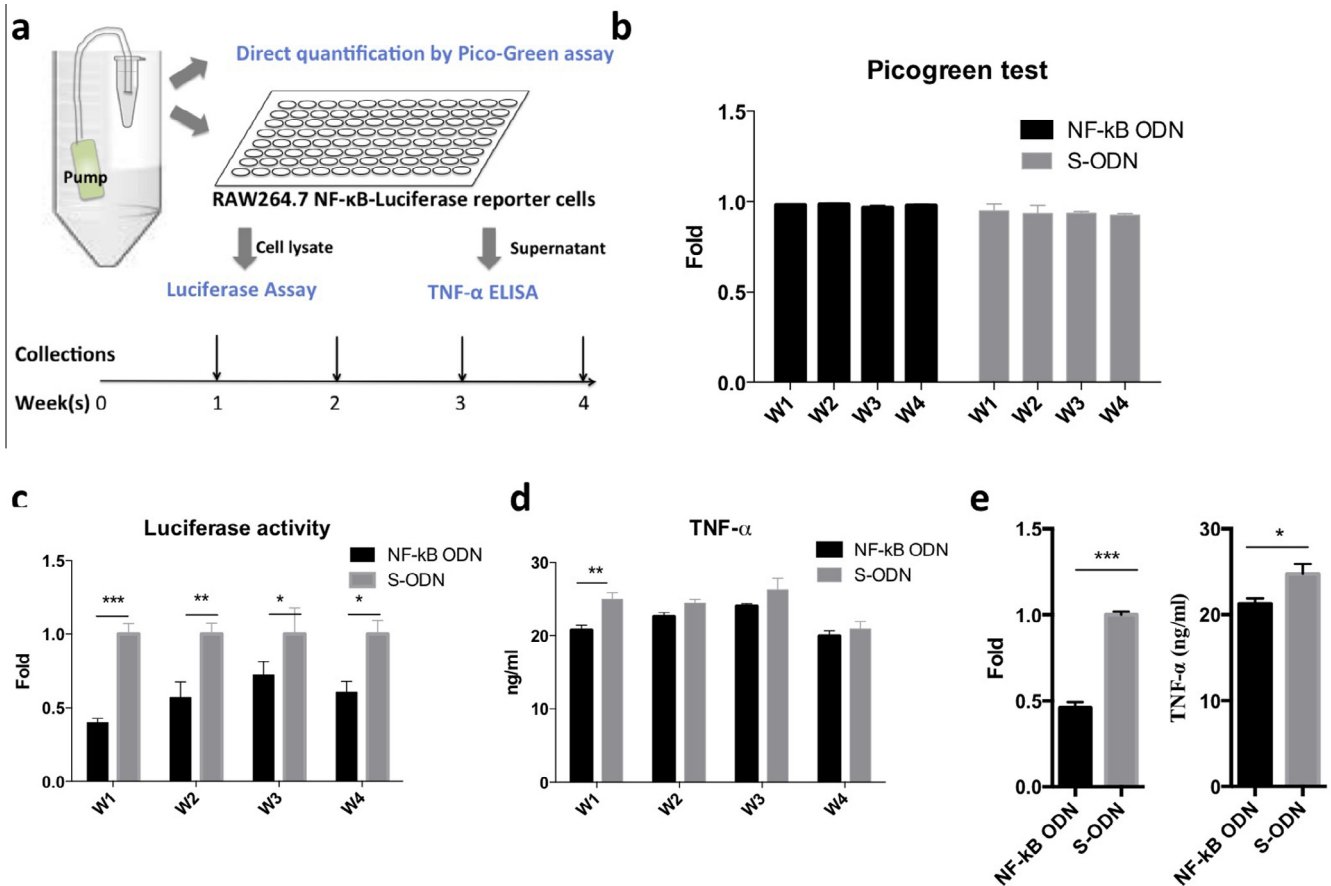 a
Direct quantification by Pico-Green assay
Pump
RAW264.7 NF-κB-Luciferase reporter cells
Cell lysate
Supernatant
Luciferase Assay
TNF-α ELISA
Collections
Week(s) 0 1 2 3 4
b
Picogreen test
NF-kB ODN
S-ODN
Fold
1.5
1.0
0.5
0.0
W1 W2 W3 W4 W1 W2 W3 W4
c
Luciferase activity
NF-kB ODN
S-ODN
Fold
1.5
1.0
0.5
0.0
*** ** * *
W1 W2 W3 W4
d
TNF-α
NF-kB ODN
S-ODN
ng/ml
30
20
10
0
**
W1 W2 W3 W4
e
Fold
1.5
1.0
0.5
0.0
***
NF-kB ODN S-ODN
TNF-α (ng/ml)
30
20
10
0
*
NF-kB ODN S-ODN